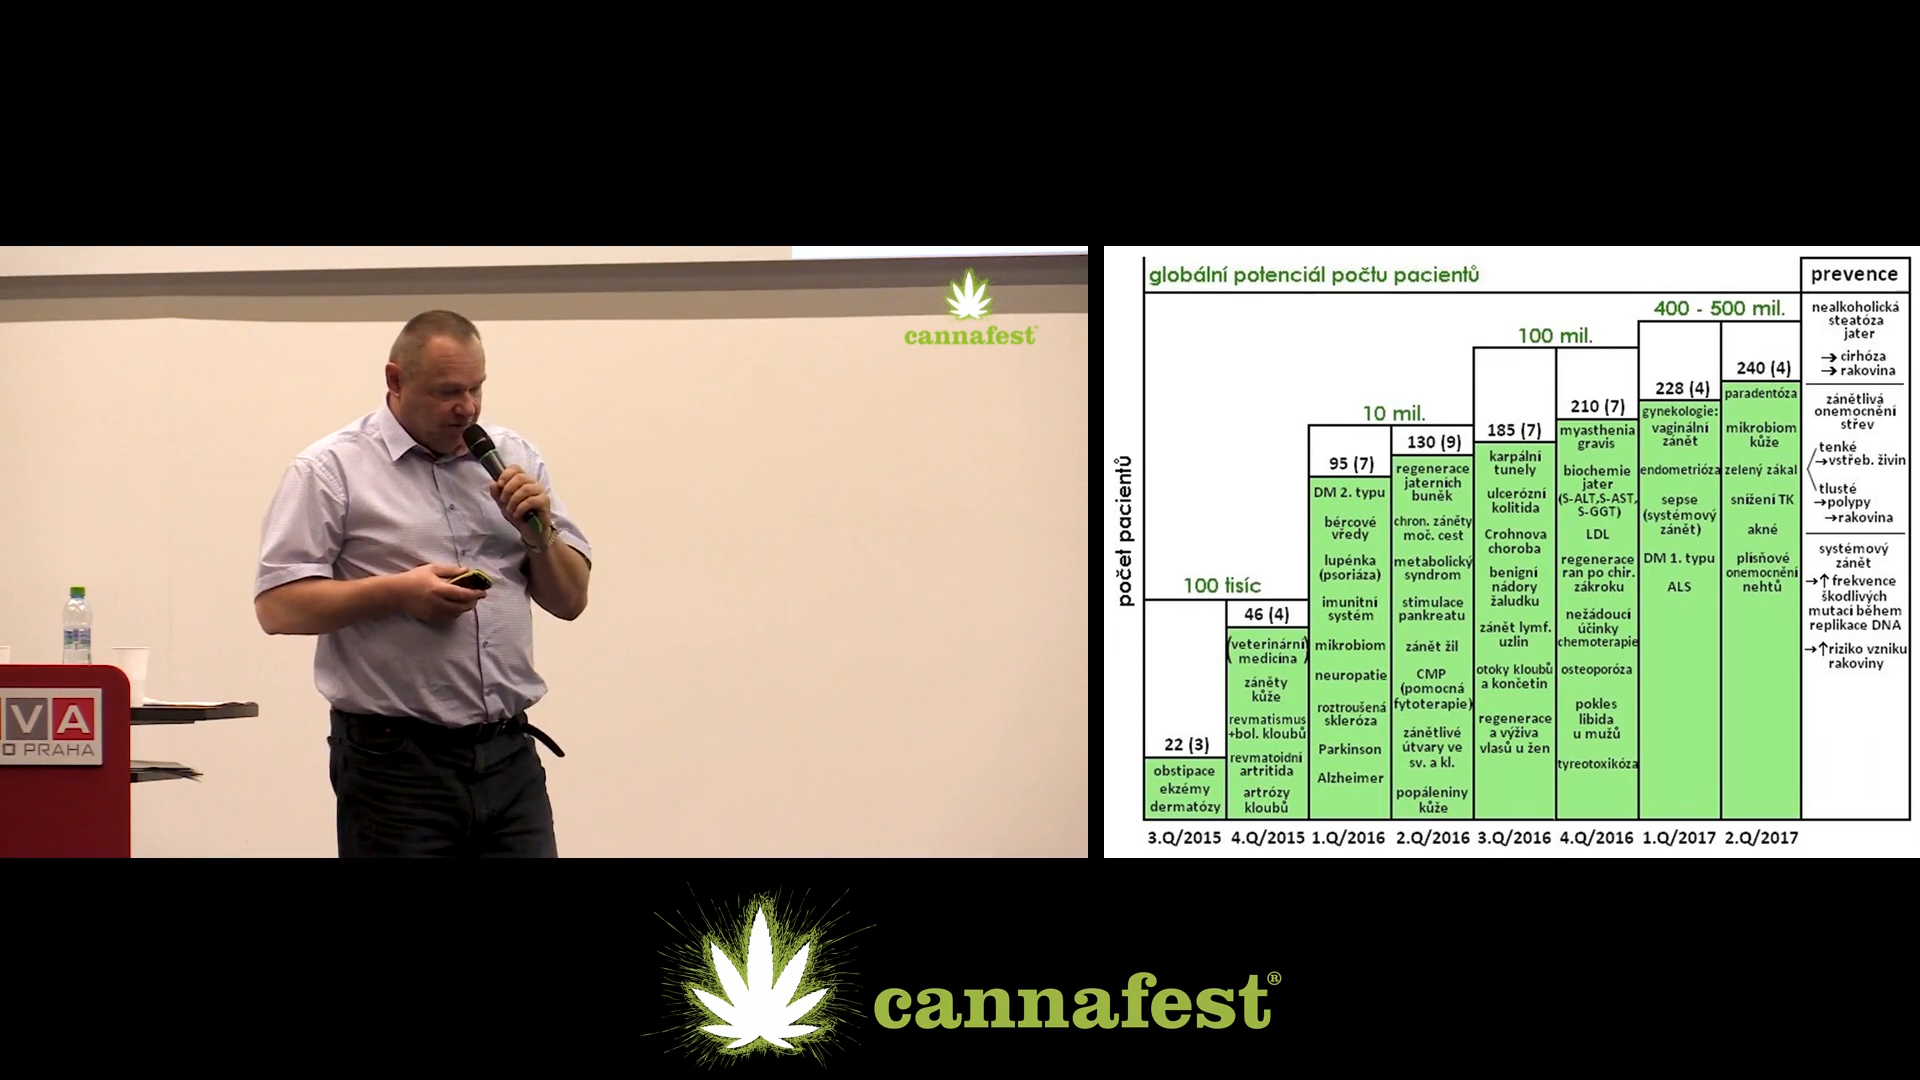 cannafest
VA
O PRAHA
globální potenciál počtu pacientů
prevence
počet pacientů
100 tisíc
10 mil.
100 mil.
400 - 500 mil.
22 (3)
obstipace
ekzémy
dermatózy
3.Q/2015
46 (4)
(veterinární
medicína)
záněty
kůže
revmatismus
+bol. kloubů
revmatoidní
artritida
artrózy
kloubů
4.Q/2015
95 (7)
DM 2. typu
bércové
vředy
lupénka
(psoriáza)
imunitní
systém
mikrobiom
neuropatie
roztroušená
skleróza
Parkinson
Alzheimer
1.Q/2016
130 (9)
regenerace
jaterních
buněk
chron. záněty
moč. cest
metabolický
syndrom
stimulace
pankreatu
zánět žil
CMP
(pomocná
fytoterapie)
zánětlivé
útvary ve
sv. a kl.
popáleniny
kůže
2.Q/2016
185 (7)
karpální
tunely
ulcerózní
kolitida
Crohnova
choroba
benigní
nádory
žaludku
zánět lymf.
uzlin
otoky kloubů
a končetin
regenerace
a výživa
vlasů u žen
3.Q/2016
210 (7)
myasthenia
gravis
biochemie
jater
(S-ALT,S-AST,
S-GGT)
LDL
regenerace
ran po chir.
zákroku
nežádoucí
účinky
chemoterapie
osteoporóza
pokles
libida
u mužů
tyreotoxikóza
4.Q/2016
228 (4)
gynekologie:
vaginální
zánět
endometrióza
sepse
(systémový
zánět)
DM 1. typu
ALS
1.Q/2017
240 (4)
paradentóza
mikrobiom
kůže
zelený zákal
snížení TK
akné
plísňové
onemocnění
nehtů
2.Q/2017
nealkoholická
steatóza
jater
→ cirhóza
→ rakovina
zánětlivá
onemocnění
střev
tenké
→vstřeb. živin
tlusté
→polypy
→rakovina
systémový
zánět
→↑frekvence
škodlivých
mutací během
replikace DNA
→↑riziko vzniku
rakoviny
cannafest®